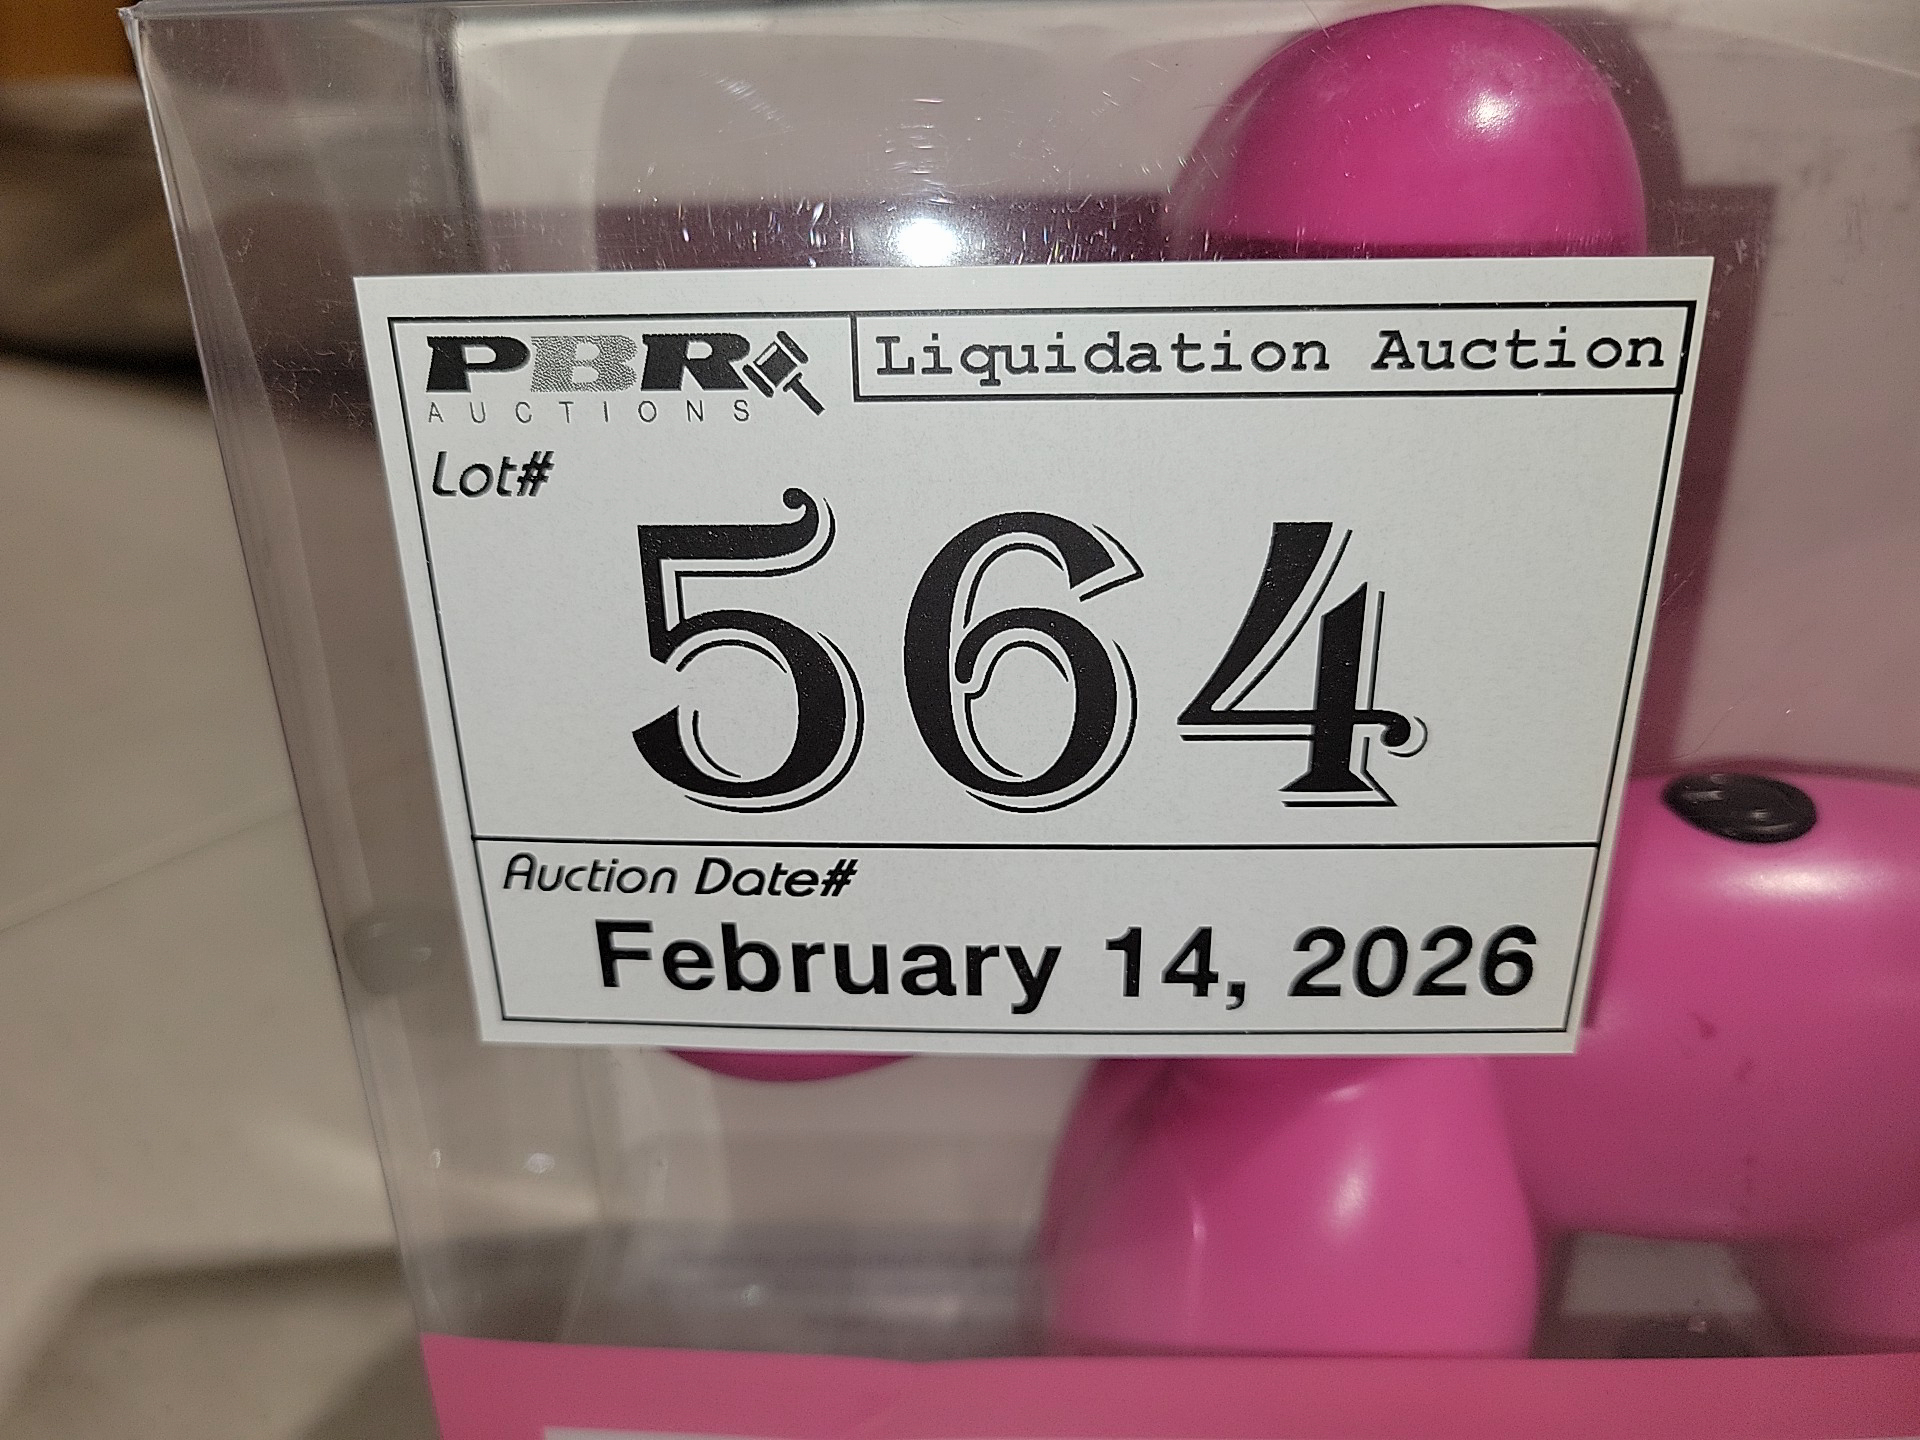 PBR
AUCTIONS
Liquidation Auction
Lot#
564
Auction Date#
February 14, 2026